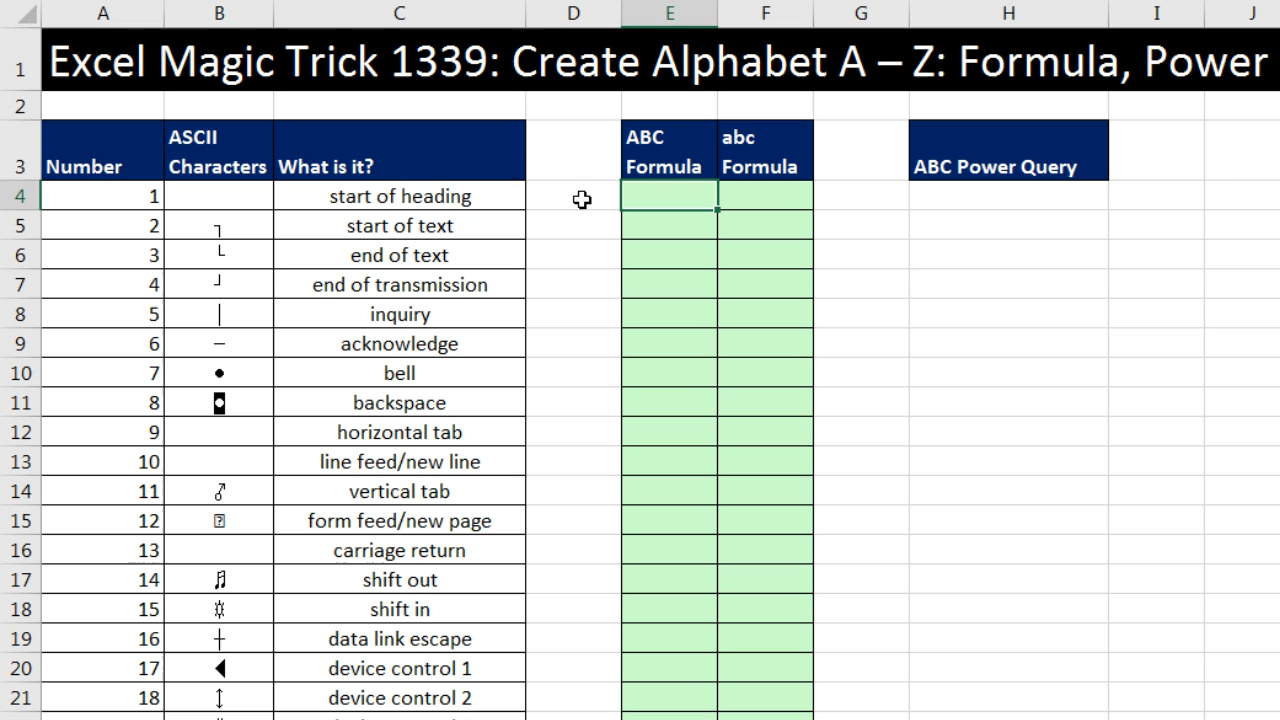 A B C D E F G H I J
1 Excel Magic Trick 1339: Create Alphabet A – Z: Formula, Power
2
3 Number ASCII Characters What is it? ABC Formula abc Formula ABC Power Query
4 1 start of heading
5 2 ┐ start of text
6 3 └ end of text
7 4 ┘ end of transmission
8 5 │ inquiry
9 6 ─ acknowledge
10 7 • bell
11 8 ◘ backspace
12 9 horizontal tab
13 10 line feed/new line
14 11 ♂ vertical tab
15 12 form feed/new page
16 13 carriage return
17 14 ♫ shift out
18 15 ☼ shift in
19 16 ┼ data link escape
20 17 ◄ device control 1
21 18 ↕ device control 2